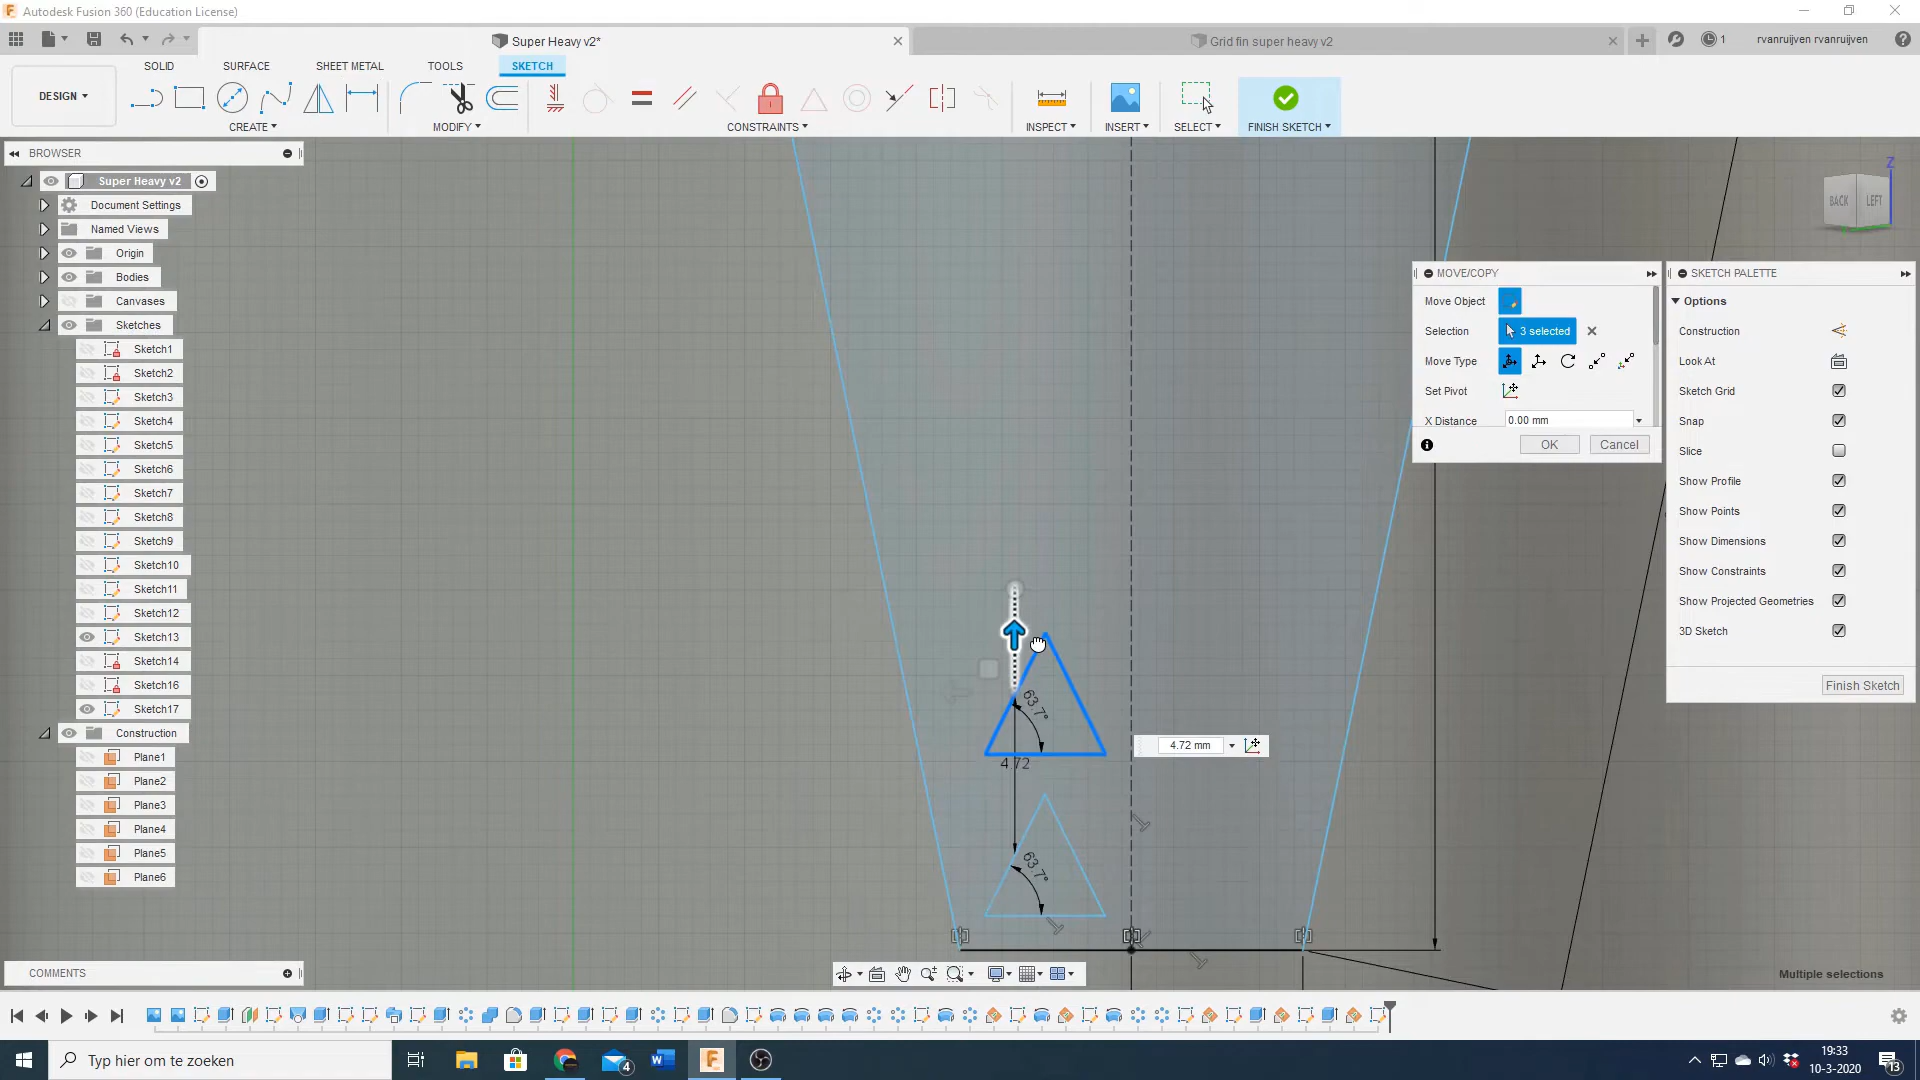 Autodesk Fusion 360 (Education License)
Super Heavy v2*
Grid fin super heavy v2
1
rvanruijven rvanruijven
SOLID
SURFACE
SHEET METAL
TOOLS
SKETCH
DESIGN
CREATE
MODIFY
CONSTRAINTS
INSPECT
INSERT
SELECT
FINISH SKETCH
BROWSER
Super Heavy v2
Document Settings
Named Views
Origin
Bodies
Canvases
Sketches
Sketch1
Sketch2
Sketch3
Sketch4
Sketch5
Sketch6
Sketch7
Sketch8
Sketch9
Sketch10
Sketch11
Sketch12
Sketch13
Sketch14
Sketch16
Sketch17
Construction
Plane1
Plane2
Plane3
Plane4
Plane5
Plane6
COMMENTS
Z
BACK
LEFT
MOVE/COPY
Move Object
Selection
3 selected
Move Type
Set Pivot
X Distance
0.00 mm
OK
Cancel
SKETCH PALETTE
Options
Construction
Look At
Sketch Grid
Snap
Slice
Show Profile
Show Points
Show Dimensions
Show Constraints
Show Projected Geometries
3D Sketch
Finish Sketch
63.7°
4.72
4.72 mm
63.7°
Multiple selections
Typ hier om te zoeken
4
19:33
10-3-2020
13